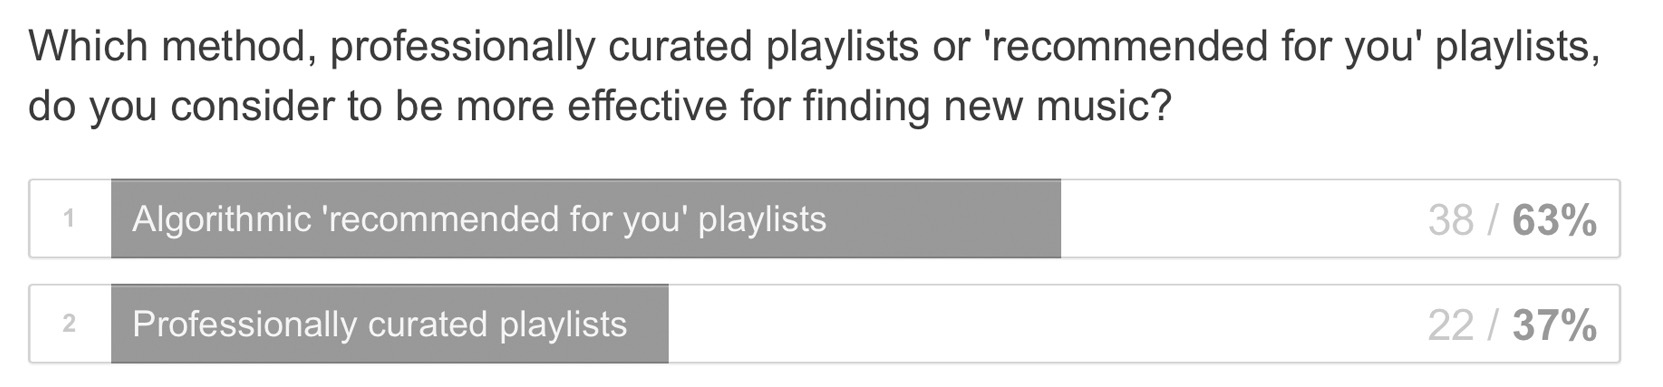 Which method, professionally curated playlists or 'recommended for you' playlists,
do you consider to be more effective for finding new music?
1 Algorithmic 'recommended for you' playlists 38 / 63%
2 Professionally curated playlists 22 / 37%